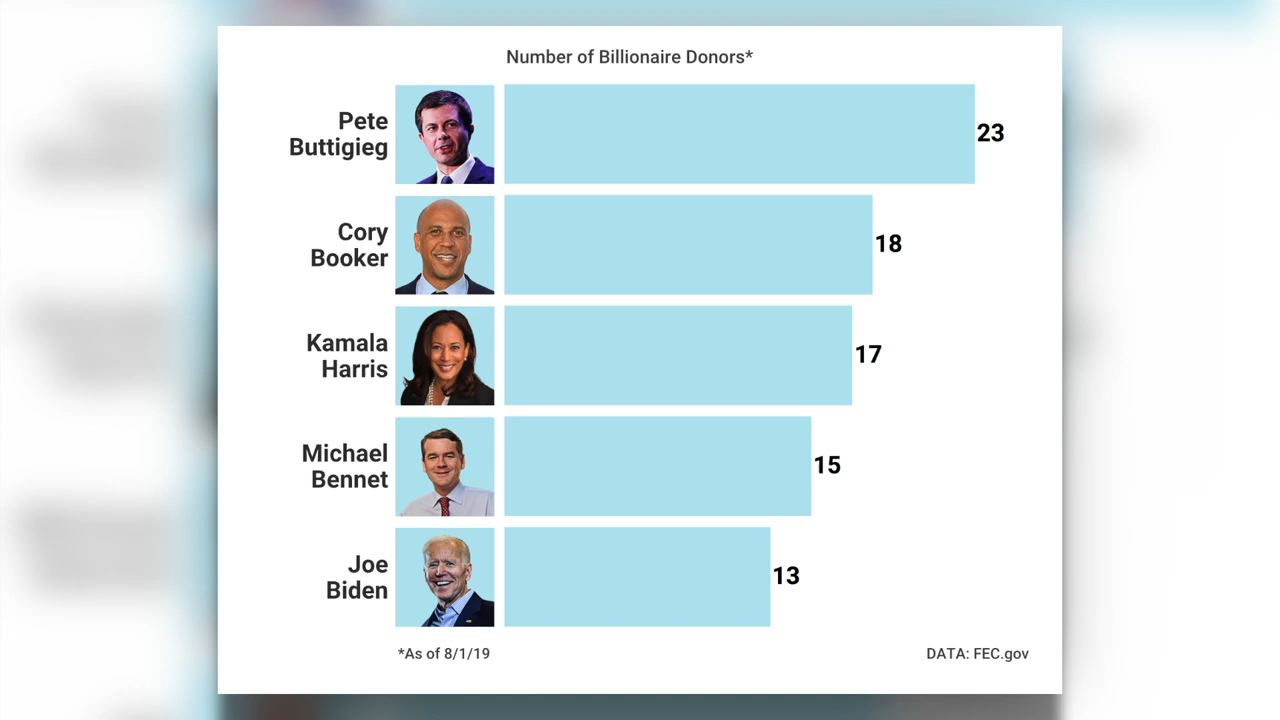 Number of Billionaire Donors*
Pete
Buttigieg
23
Cory
Booker
18
Kamala
Harris
17
Michael
Bennet
15
Joe
Biden
13
*As of 8/1/19
DATA: FEC.gov